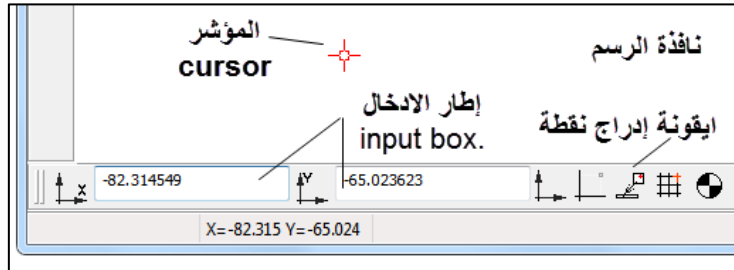 المؤشر
cursor
نافذة الرسم
إطار الادخال
input box.
ايقونة إدراج نقطة
X -82.314549 Y -65.023623
X=-82.315 Y=-65.024